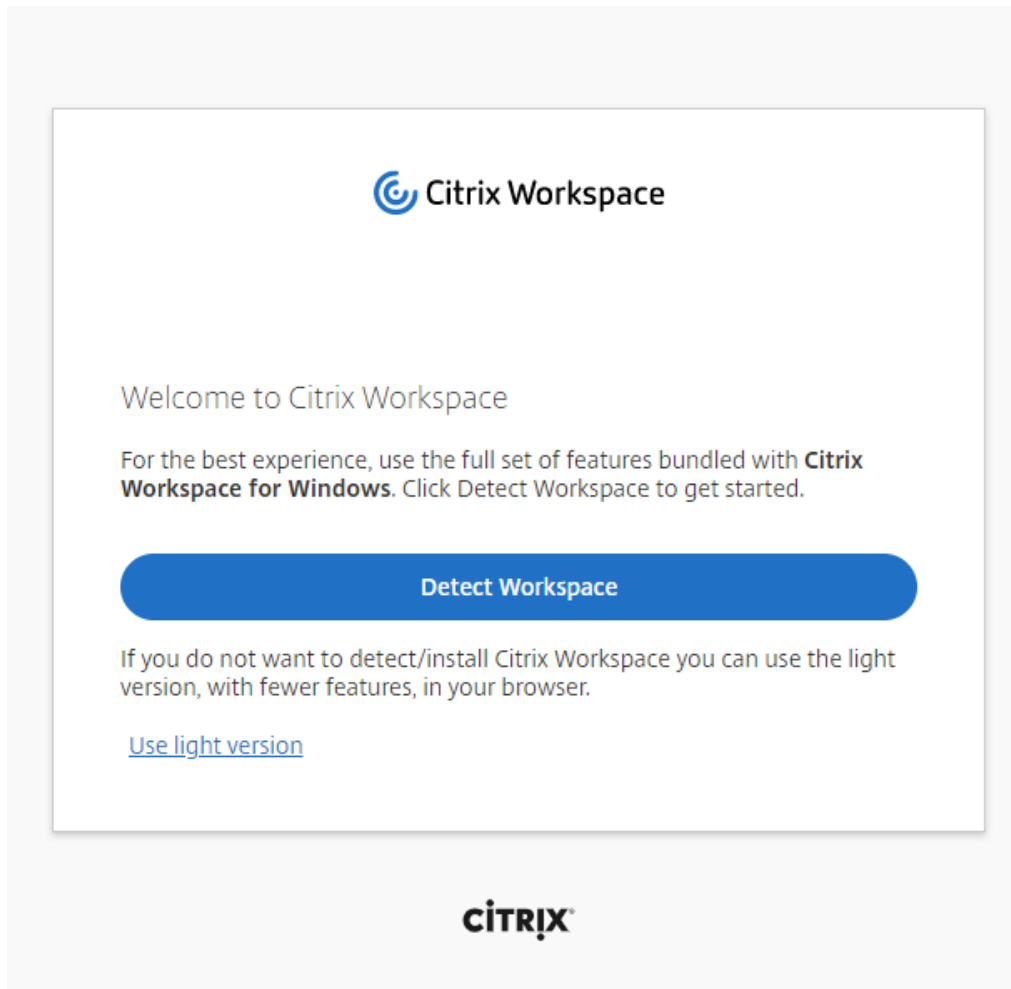 Citrix Workspace
Welcome to Citrix Workspace
For the best experience, use the full set of features bundled with Citrix
Workspace for Windows. Click Detect Workspace to get started.
Detect Workspace
If you do not want to detect/install Citrix Workspace you can use the light
version, with fewer features, in your browser.
Use light version
citrix